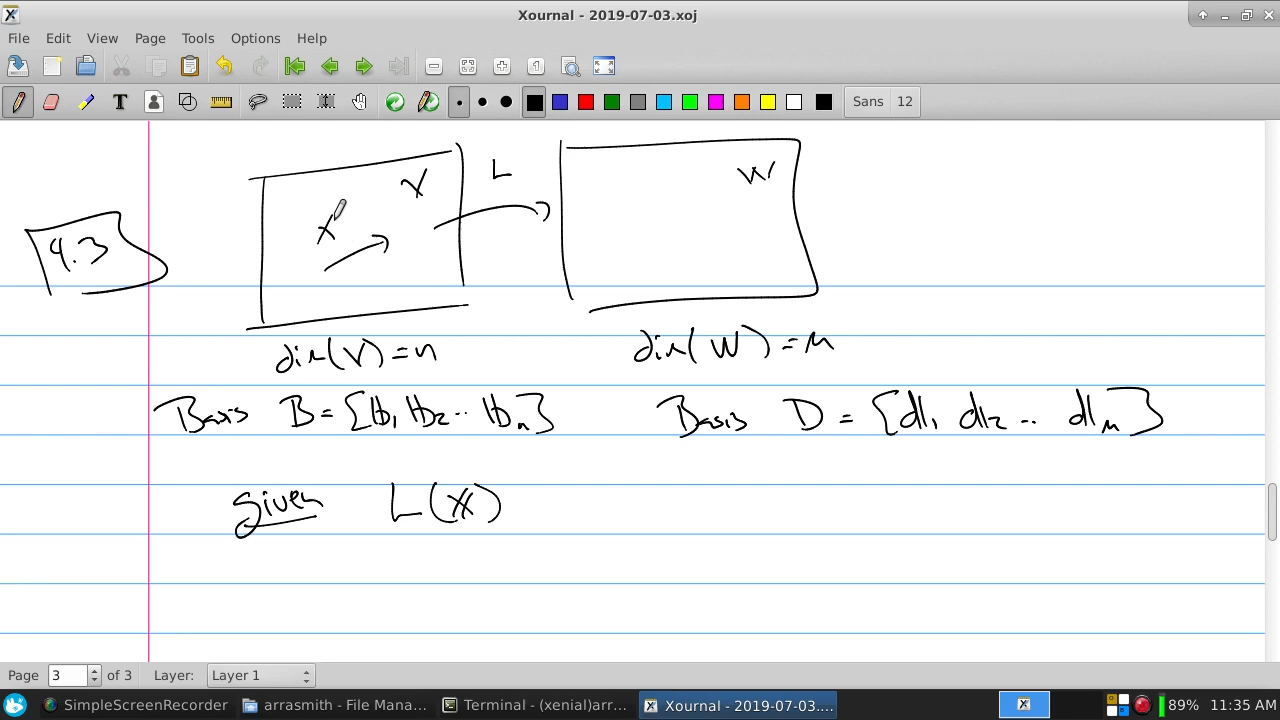 Xournal - 2019-07-03.xoj
File Edit View Page Tools Options Help
Sans 12
V L W
X
4.3
dim(V) = n dim(W) = m
Basis B = [b1 b2 .. bn] Basis D = [d1 d2 .. dm]
given L(X)
Page 3 of 3 Layer: Layer 1
SimpleScreenRecorder arrasmith - File Mana... Terminal - (xenial)arr... Xournal - 2019-07-03.... 89% 11:35 AM